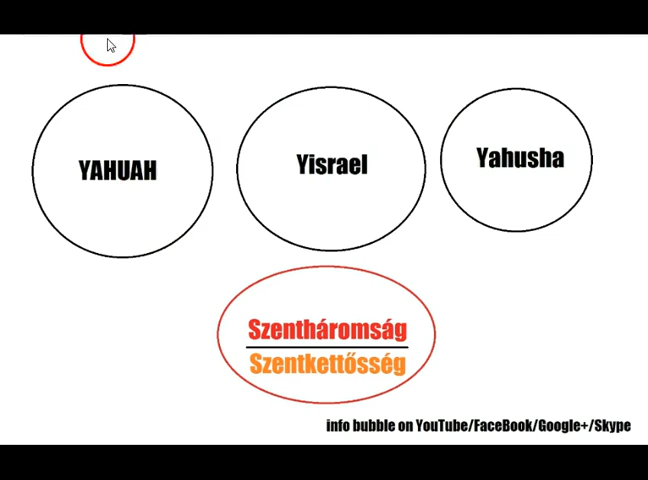 YAHUAH
Yisrael
Yahusha
Szentháromság
Szentkettősség
info bubble on YouTube/FaceBook/Google+/Skype